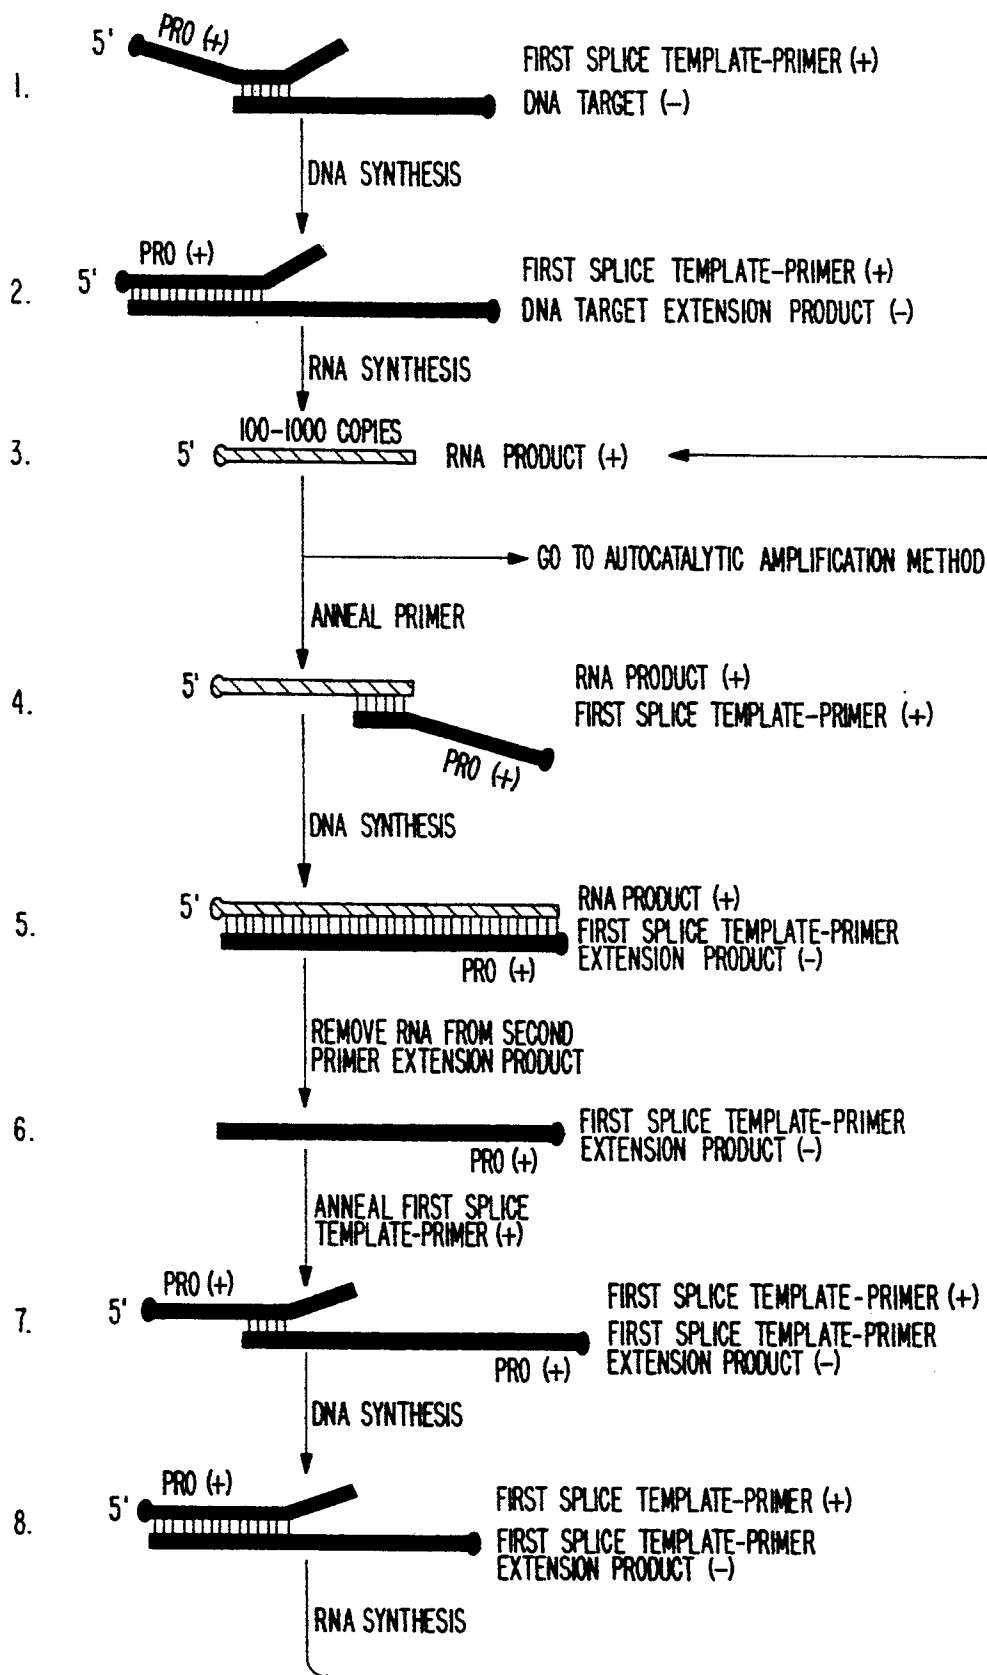 PRO (+)
5'
1.
FIRST SPLICE TEMPLATE-PRIMER (+)
DNA TARGET (-)
DNA SYNTHESIS
PRO (+)
5'
2.
FIRST SPLICE TEMPLATE-PRIMER (+)
DNA TARGET EXTENSION PRODUCT (-)
RNA SYNTHESIS
100-1000 COPIES
3.
5'
RNA PRODUCT (+)
GO TO AUTOCATALYTIC AMPLIFICATION METHOD
ANNEAL PRIMER
4.
5'
RNA PRODUCT (+)
FIRST SPLICE TEMPLATE-PRIMER (+)
PRO (+)
DNA SYNTHESIS
5.
5'
RNA PRODUCT (+)
FIRST SPLICE TEMPLATE-PRIMER
EXTENSION PRODUCT (-)
PRO (+)
REMOVE RNA FROM SECOND
PRIMER EXTENSION PRODUCT
6.
FIRST SPLICE TEMPLATE-PRIMER
EXTENSION PRODUCT (-)
PRO (+)
ANNEAL FIRST SPLICE
TEMPLATE-PRIMER (+)
PRO (+)
5'
7.
FIRST SPLICE TEMPLATE-PRIMER (+)
FIRST SPLICE TEMPLATE-PRIMER
EXTENSION PRODUCT (-)
PRO (+)
DNA SYNTHESIS
PRO (+)
5'
8.
FIRST SPLICE TEMPLATE-PRIMER (+)
FIRST SPLICE TEMPLATE-PRIMER
EXTENSION PRODUCT (-)
RNA SYNTHESIS